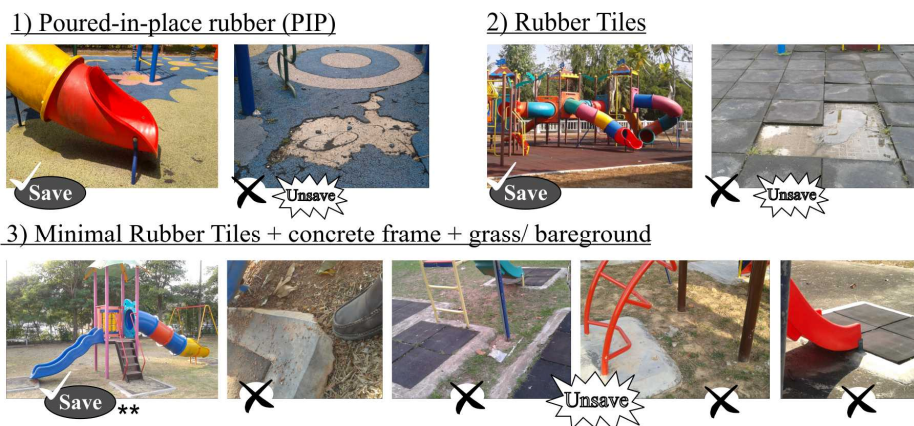 1) Poured-in-place rubber (PIP)
2) Rubber Tiles
Save
Unsave
Save
Unsave
3) Minimal Rubber Tiles + concrete frame + grass/ bareground
Save **
Unsave